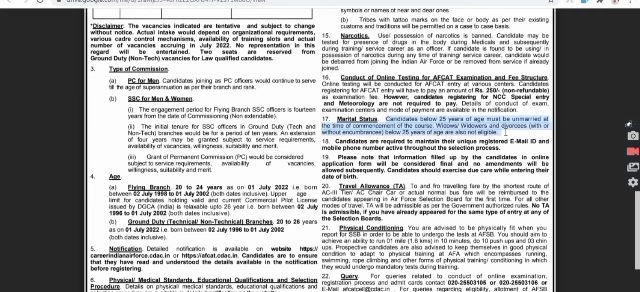 *Disclaimer: The vacancies indicated are tentative and subject to change
without notice. Actual intake would depend on organizational requirements,
various cadre control mechanisms, availability of training slots and actual
number of vacancies accruing in July 2022. No representation in this
regard will be entertained. Two seats are reserved from
Ground Duty (Non-Tech) vacancies for Law qualified candidates.
3. Type of Commission.
(a) PC for Men. Candidates joining as PC officers would continue to serve
till the age of superannuation as per their branch and rank.
(b) SSC for Men & Women.
(i) The engagement period for Flying Branch SSC officers is fourteen
years from the date of Commission (Non extendable).
(ii) The initial tenure for SSC officers in Ground Duty (Tech and
Non-Tech) branches would be for a period of ten years. An extension
of four years may be granted subject to service requirements,
availability of vacancies, willingness, suitability and merit.
(iii) Grant of Permanent Commission (PC) would be considered
subject to service requirements, availability of vacancies,
willingness, suitability and merit.
4. Age.
(a) Flying Branch. 20 to 24 years as on 01 July 2022 i.e. born
between 02 July 1998 to 01 July 2002 (both dates inclusive). Upper age
limit for candidates holding valid and current Commercial Pilot License
issued by DGCA (India) is relaxable upto 26 year i.e. born between 02 July
1996 to 01 July 2002 (both dates inclusive).
(b) Ground Duty (Technical/ Non-Technical) Branches. 20 to 26 years
as on 01 July 2022 i.e. born between 02 July 1996 to 01 July 2002
(both dates inclusive).
5. Notification. Detailed notification is available on website https://
careerindianairforce.cdac.in or https://afcat.cdac.in. Candidates are to ensure
that they have read and understood the details available in the notification
before registering
6. Physical/ Medical Standards, Educational Qualifications and Selection
Procedure. Details on physical/ medical standards, educational qualifications and
symbols or names of near and dear ones.
(b) Tribes with tattoo marks on the face or body as per their existing
customs and traditions will be permitted on a case by case basis.
15. Narcotics. User possession of narcotics is banned. Candidate may be
tested for presence of drugs in the body during Medicals and subsequently
during training/ service career as an officer. If candidate is found to be using/ in
possession of narcotics during any time of training/ service career, candidate would
be debarred from joining the Indian Air Force or be removed from service if already
joined.
16. Conduct of Online Testing for AFCAT Examination and Fee Structure.
Online testing will be conducted for AFCAT entry at various centers. Candidates
registering for AFCAT entry will have to pay an amount of Rs. 250/- (non-refundable)
as examination fee. However, candidates registering for NCC Special entry
and Meteorology are not required to pay. Details of conduct of exam,
examination centers and mode of payment are available in the notification.
17. Marital Status. Candidates below 25 years of age must be unmarried at
the time of commencement of the course. Widows/ Widowers and divorcees (with or
without encumbrances) below 25 years of age are also not eligible.
18. Candidates are required to maintain their unique registered E-Mail ID and
mobile phone number active throughout the selection process.
19. Please note that information filled up by the candidates in online
application form will be considered final and no amendments will be
allowed subsequently. Candidates should exercise due care while entering
their date of birth.
20. Travel Allowance (TA). To and fro travelling fare by the shortest route of
AC-III Tier/ AC Chair Car or actual normal bus fare will be reimbursed to the
candidates appearing in Air Force Selection Board for the first time. For all other
modes of travel, TA will be admissible as per the Government authorized rules. No TA
is admissible, if you have already appeared for the same type of entry at any of
the Selection Boards.
21. Physical Conditioning. You are advised to be physically fit when you
report for SSB in order to be able to undergo the tests at AFSB. You should aim to
achieve an ability to run 01 mile (1.6 kms) in 10 minutes, do 10 push ups and 03 chin
ups. Prospective candidates are also advised to keep themselves in good physical
condition to adapt to physical training at AFA which encompasses running,
swimming, rope climbing and other forms of physical training/ conditioning in which
they would undergo mandatory tests during training.
22. Query. For queries related to conduct of online examination,
registration process and admit cards contact 020-25503105 or 020-25503106 or
E-Mail afcatcell@cdac.in . For queries regarding eligibility, allotment of AFSB